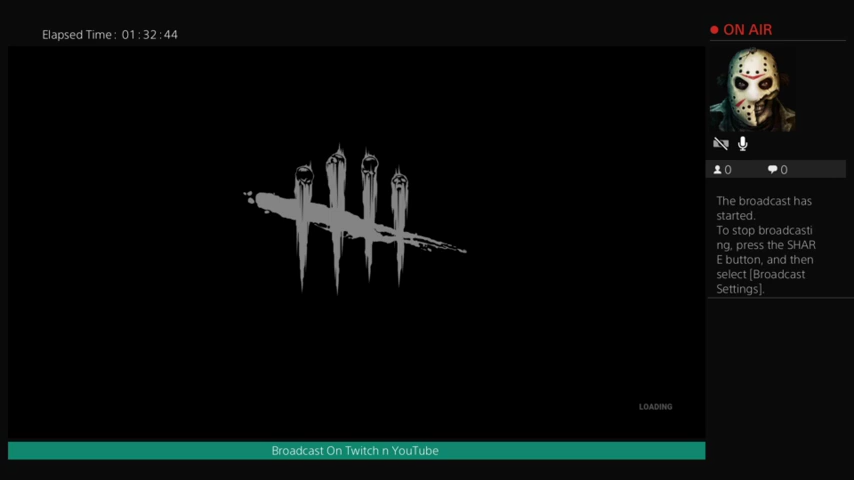 Elapsed Time : 01:32:44
ON AIR
0 0
The broadcast has
started.
To stop broadcasti
ng, press the SHAR
E button, and then
select [Broadcast
Settings].
LOADING
Broadcast On Twitch n YouTube